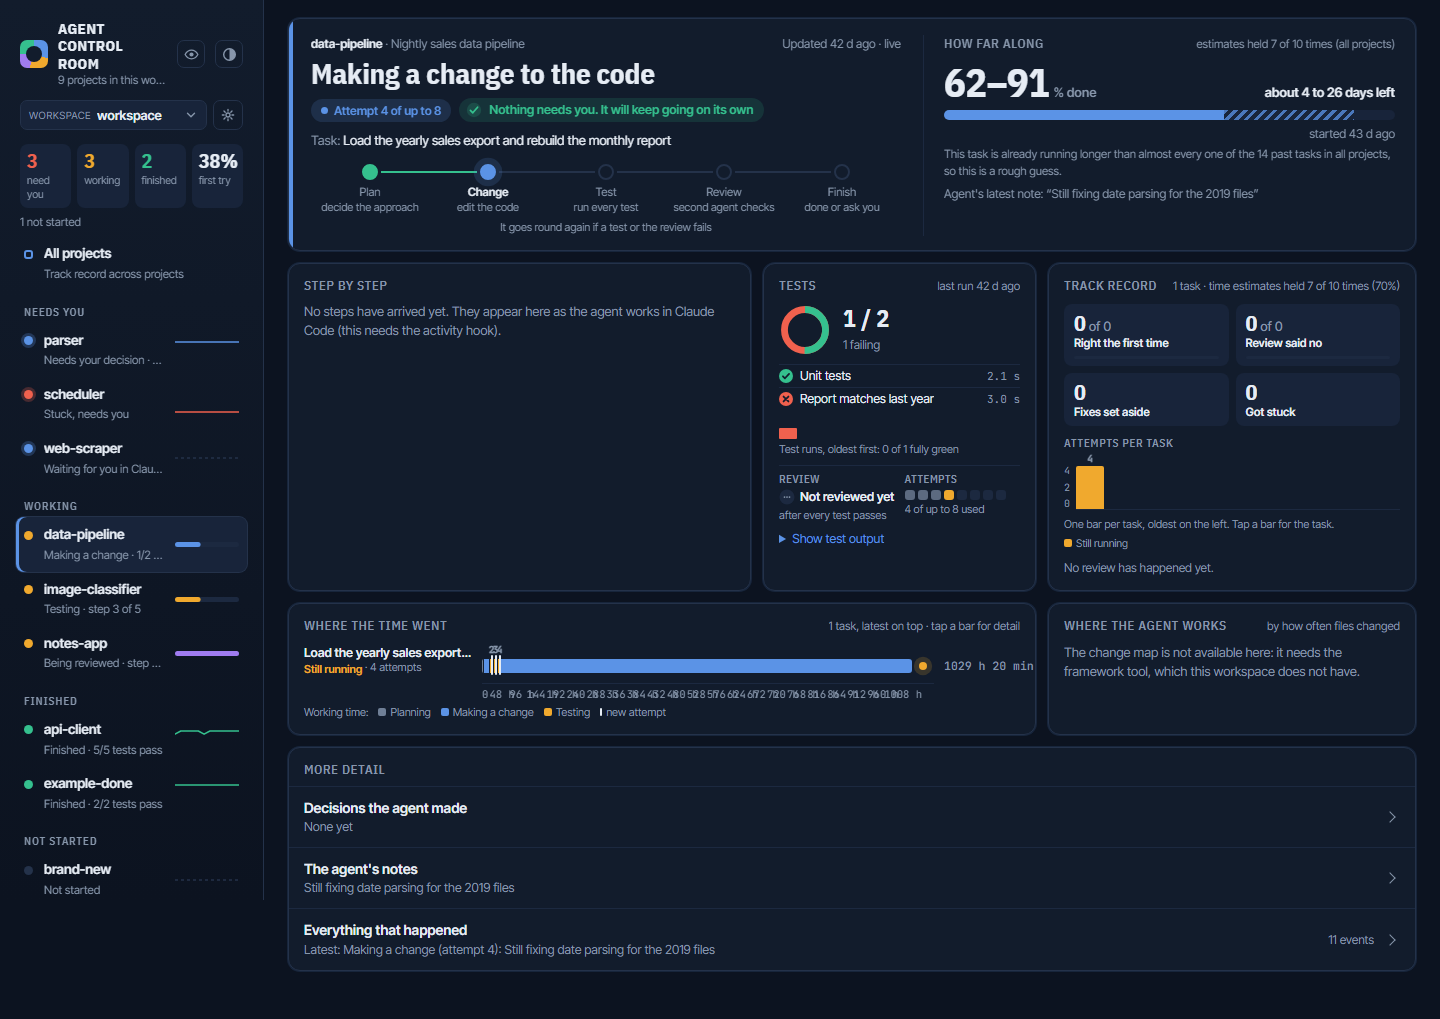 AGENT
CONTROL
ROOM
9 projects in this wo...
WORKSPACE workspace
3 need you
3 working
2 finished
38% first try
1 not started
All projects
Track record across projects
NEEDS YOU
parser
Needs your decision · ...
scheduler
Stuck, needs you
web-scraper
Waiting for you in Clau...
WORKING
data-pipeline
Making a change · 1/2 ...
image-classifier
Testing · step 3 of 5
notes-app
Being reviewed · step ...
FINISHED
api-client
Finished · 5/5 tests pass
example-done
Finished · 2/2 tests pass
NOT STARTED
brand-new
Not started
data-pipeline · Nightly sales data pipeline
Updated 42 d ago · live
Making a change to the code
Attempt 4 of up to 8
Nothing needs you. It will keep going on its own
Task: Load the yearly sales export and rebuild the monthly report
Plan
decide the approach
Change
edit the code
Test
run every test
Review
second agent checks
Finish
done or ask you
It goes round again if a test or the review fails
HOW FAR ALONG
estimates held 7 of 10 times (all projects)
62–91 % done
about 4 to 26 days left
started 43 d ago
This task is already running longer than almost every one of the 14 past tasks in all projects,
so this is a rough guess.
Agent's latest note: “Still fixing date parsing for the 2019 files”
STEP BY STEP
No steps have arrived yet. They appear here as the agent works in Claude
Code (this needs the activity hook).
TESTS
last run 42 d ago
1 / 2
1 failing
Unit tests 2.1 s
Report matches last year 3.0 s
Test runs, oldest first: 0 of 1 fully green
REVIEW
Not reviewed yet
after every test passes
ATTEMPTS
4 of up to 8 used
Show test output
TRACK RECORD
1 task · time estimates held 7 of 10 times (70%)
0 of 0
Right the first time
0 of 0
Review said no
0
Fixes set aside
0
Got stuck
ATTEMPTS PER TASK
4
4
2
0
One bar per task, oldest on the left. Tap a bar for the task.
Still running
No review has happened yet.
WHERE THE TIME WENT
1 task, latest on top · tap a bar for detail
Load the yearly sales export...
Still running · 4 attempts
1029 h 20 min
Working time: Planning Making a change Testing new attempt
WHERE THE AGENT WORKS
by how often files changed
The change map is not available here: it needs the
framework tool, which this workspace does not have.
MORE DETAIL
Decisions the agent made
None yet
The agent's notes
Still fixing date parsing for the 2019 files
Everything that happened
Latest: Making a change (attempt 4): Still fixing date parsing for the 2019 files
11 events